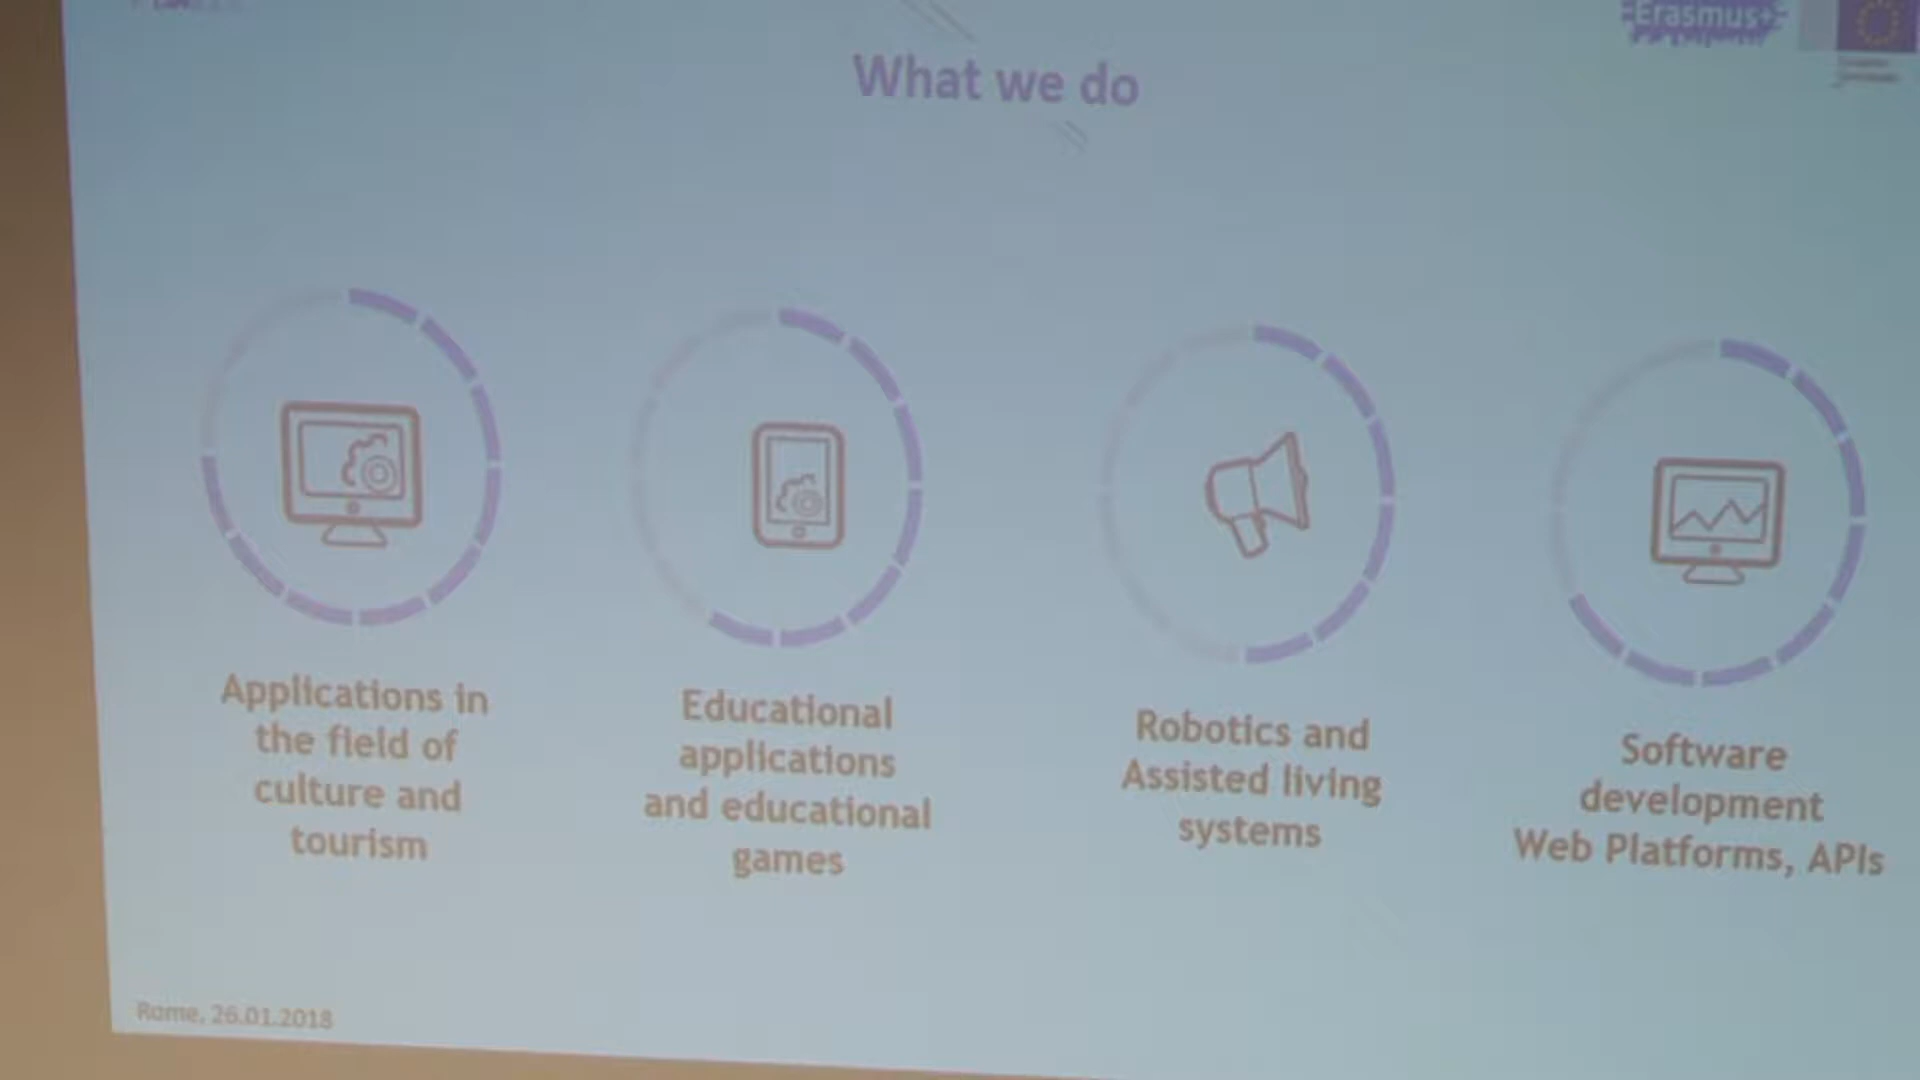 Erasmus+
What we do
Applications in
the field of
culture and
tourism
Educational
applications
and educational
games
Robotics and
Assisted living
systems
Software
development
Web Platforms, APIs
Rome, 26.01.2018